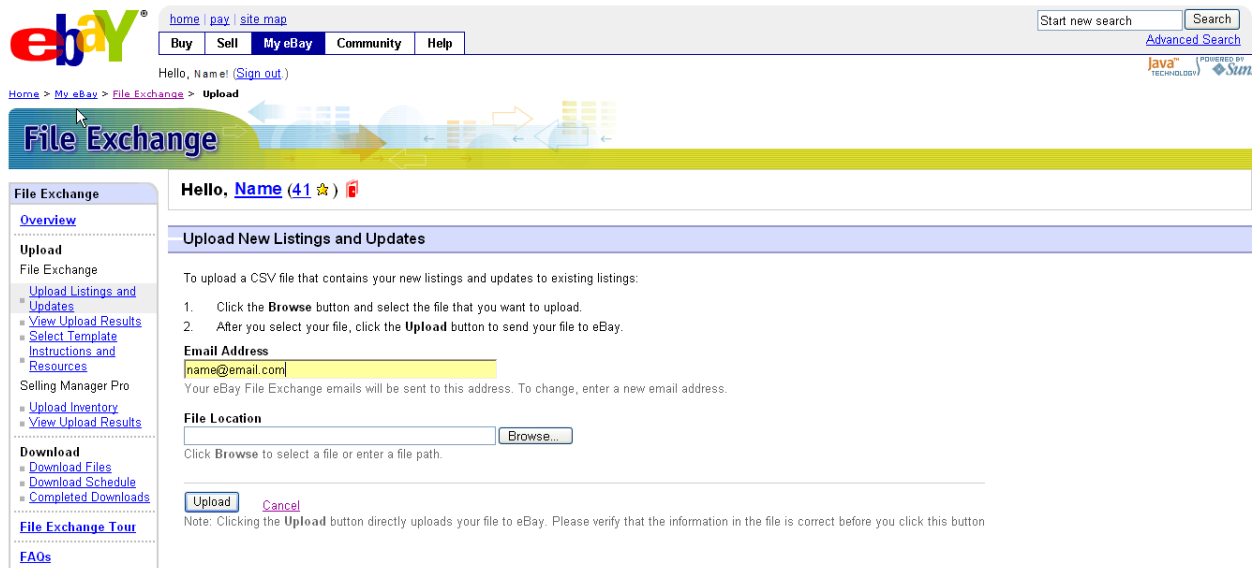 ebaY®
home | pay | site map
Start new search Search
Buy Sell My eBay Community Help
Advanced Search
Hello, Name! (Sign out.)
Java™ TECHNOLOGY POWERED BY Sun
Home > My eBay > File Exchange > Upload
File Exchange
File Exchange
Overview
Upload
File Exchange
Upload Listings and
Updates
View Upload Results
Select Template
Instructions and
Resources
Selling Manager Pro
Upload Inventory
View Upload Results
Download
Download Files
Download Schedule
Completed Downloads
File Exchange Tour
FAQs
Hello, Name (41)
Upload New Listings and Updates
To upload a CSV file that contains your new listings and updates to existing listings:
1. Click the Browse button and select the file that you want to upload.
2. After you select your file, click the Upload button to send your file to eBay.
Email Address
name@email.com
Your eBay File Exchange emails will be sent to this address. To change, enter a new email address.
File Location
Browse...
Click Browse to select a file or enter a file path.
Upload Cancel
Note: Clicking the Upload button directly uploads your file to eBay. Please verify that the information in the file is correct before you click this button